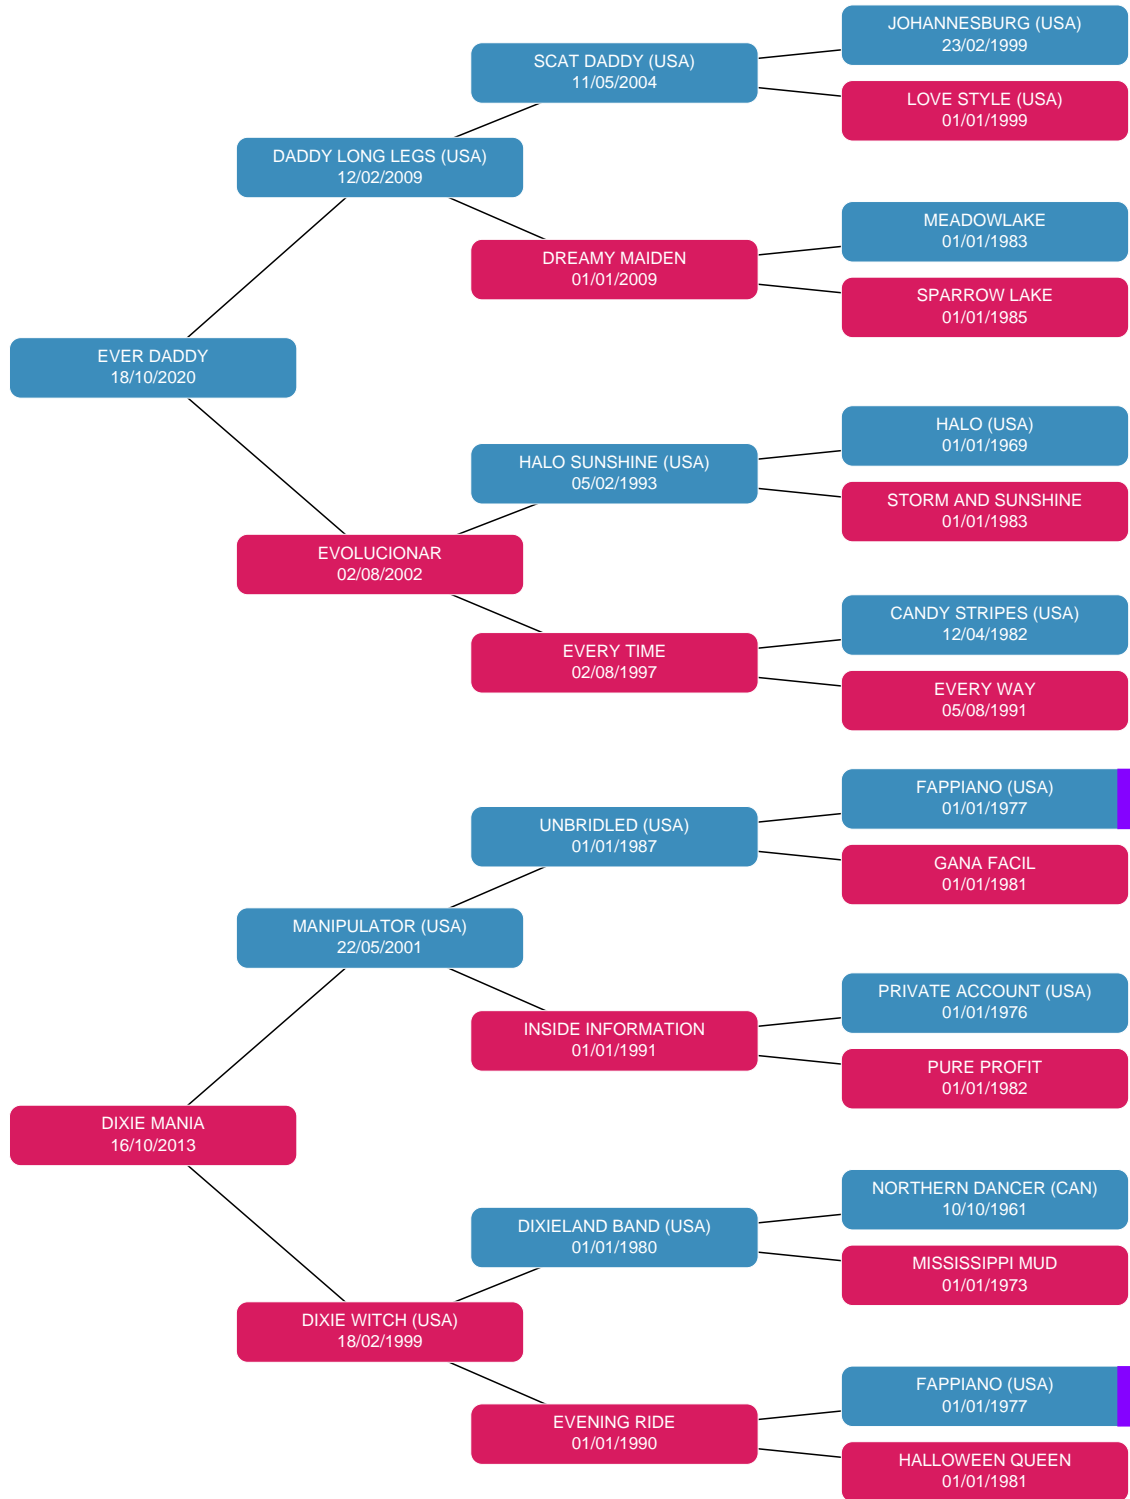 JOHANNESBURG (USA)
23/02/1999
SCAT DADDY (USA)
11/05/2004
LOVE STYLE (USA)
01/01/1999
DADDY LONG LEGS (USA)
12/02/2009
MEADOWLAKE
01/01/1983
DREAMY MAIDEN
01/01/2009
SPARROW LAKE
01/01/1985
EVER DADDY
18/10/2020
HALO (USA)
01/01/1969
HALO SUNSHINE (USA)
05/02/1993
STORM AND SUNSHINE
01/01/1983
EVOLUCIONAR
02/08/2002
CANDY STRIPES (USA)
12/04/1982
EVERY TIME
02/08/1997
EVERY WAY
05/08/1991
FAPPIANO (USA)
01/01/1977
UNBRIDLED (USA)
01/01/1987
GANA FACIL
01/01/1981
MANIPULATOR (USA)
22/05/2001
PRIVATE ACCOUNT (USA)
01/01/1976
INSIDE INFORMATION
01/01/1991
PURE PROFIT
01/01/1982
DIXIE MANIA
16/10/2013
NORTHERN DANCER (CAN)
10/10/1961
DIXIELAND BAND (USA)
01/01/1980
MISSISSIPPI MUD
01/01/1973
DIXIE WITCH (USA)
18/02/1999
FAPPIANO (USA)
01/01/1977
EVENING RIDE
01/01/1990
HALLOWEEN QUEEN
01/01/1981